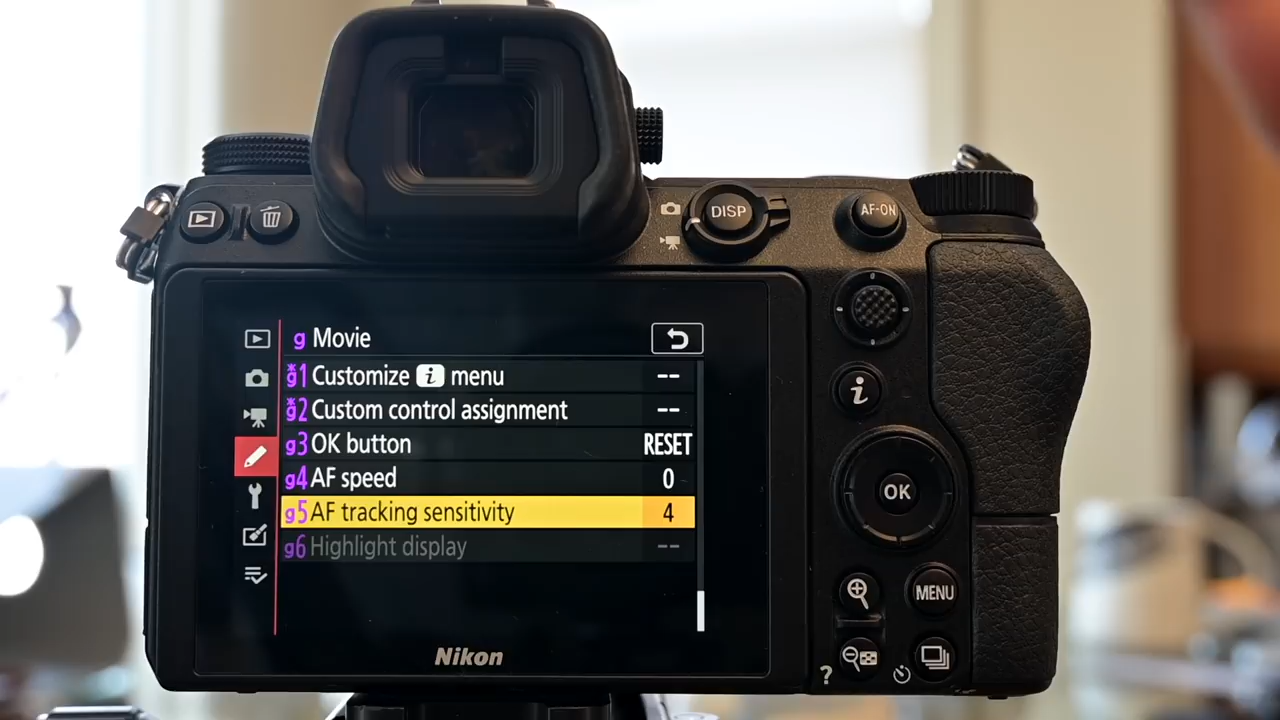 DISP
AF-ON
g Movie
g1 Customize i menu --
g2 Custom control assignment --
g3 OK button RESET
g4 AF speed 0
g5 AF tracking sensitivity 4
g6 Highlight display --
i
OK
MENU
?
Nikon